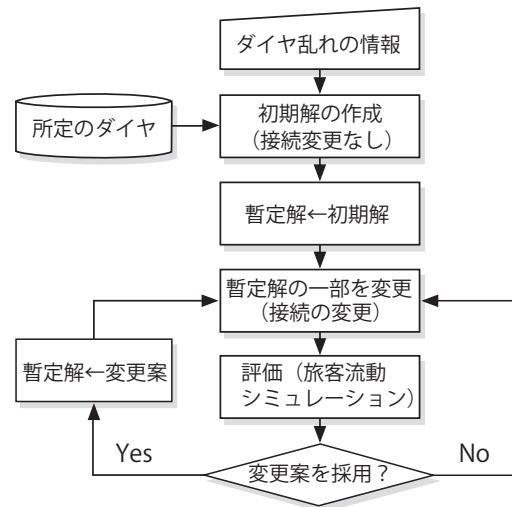 ダイヤ乱れの情報
所定のダイヤ
初期解の作成
（接続変更なし）
暫定解←初期解
暫定解の一部を変更
（接続の変更）
暫定解←変更案
評価（旅客流動
シミュレーション）
Yes
変更案を採用？
No